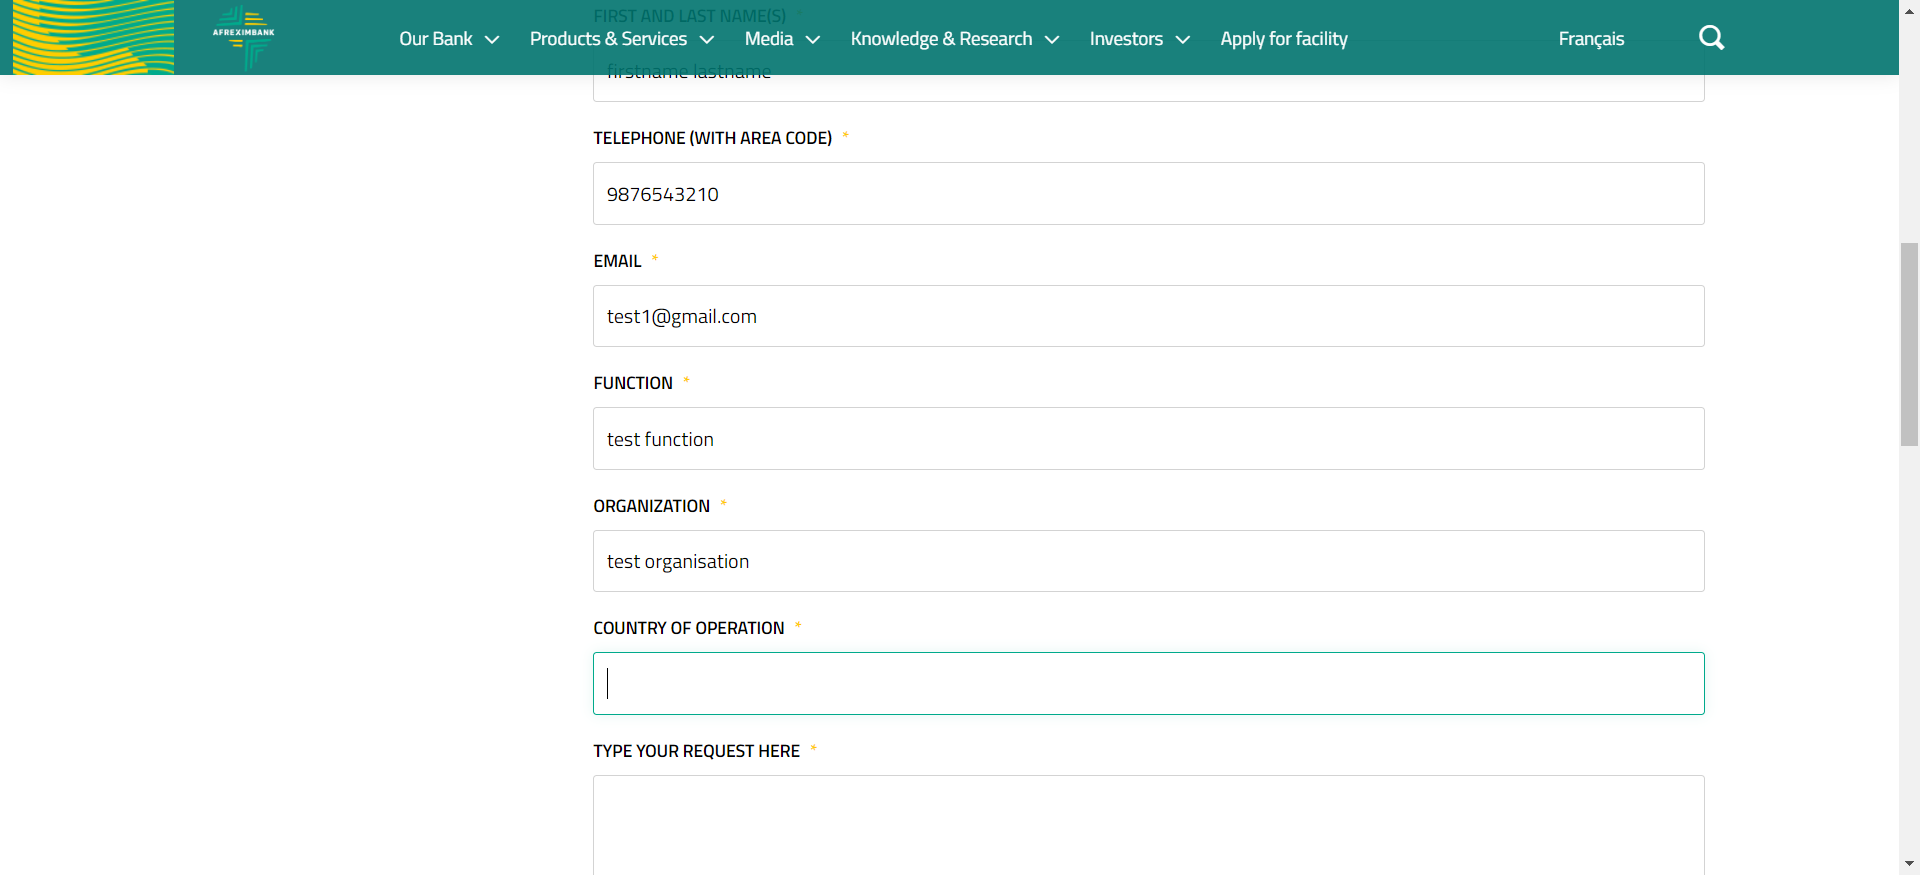 FIRST AND LAST NAME(S) *
AFREXIMBANK
Our Bank Products & Services Media Knowledge & Research Investors Apply for facility Français
firstname lastname
TELEPHONE (WITH AREA CODE) *
9876543210
EMAIL *
test1@gmail.com
FUNCTION *
test function
ORGANIZATION *
test organisation
COUNTRY OF OPERATION *
TYPE YOUR REQUEST HERE *